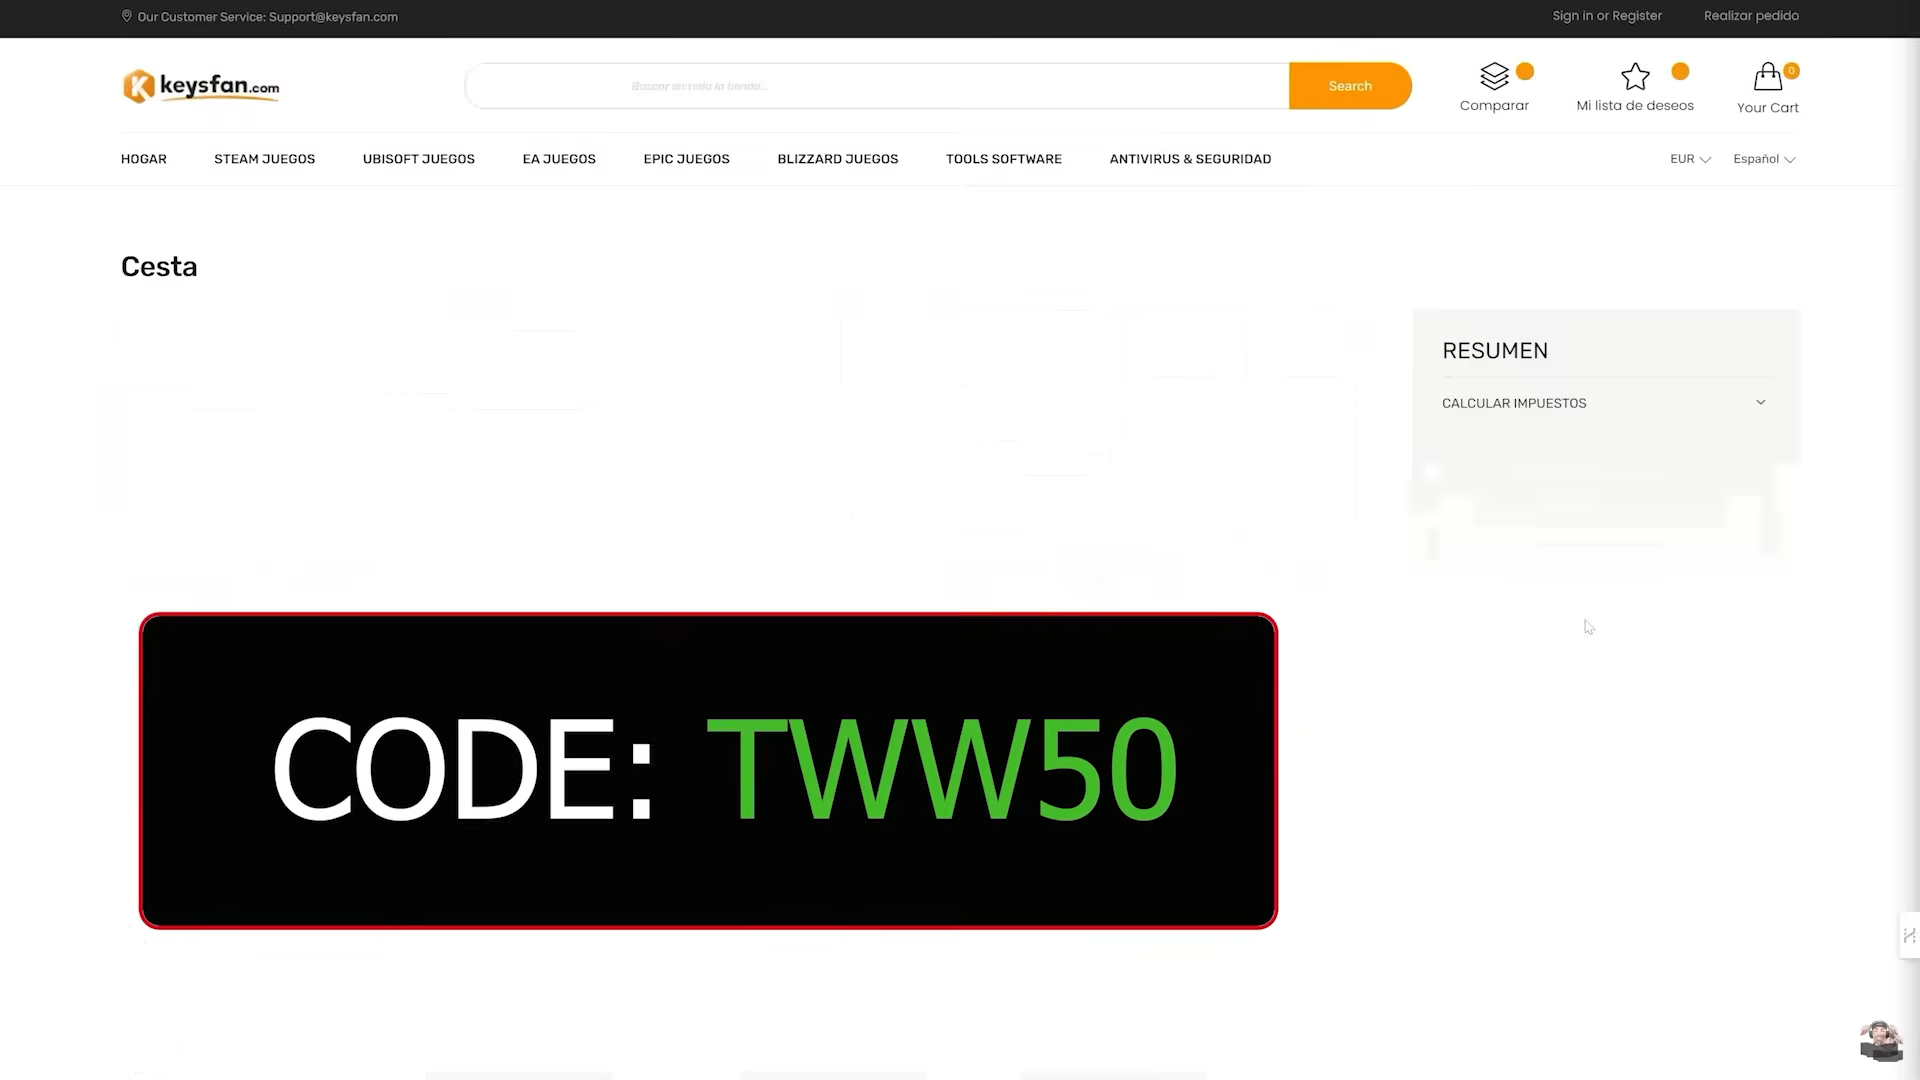 Our Customer Service: Support@keysfan.com
Sign in or Register
Realizar pedido
keysfan.com
Search
0
Comparar
Mi lista de deseos
Your Cart
HOGAR
STEAM JUEGOS
UBISOFT JUEGOS
EA JUEGOS
EPIC JUEGOS
BLIZZARD JUEGOS
TOOLS SOFTWARE
ANTIVIRUS & SEGURIDAD
EUR
Español
Cesta
RESUMEN
CALCULAR IMPUESTOS
CODE: TWW50